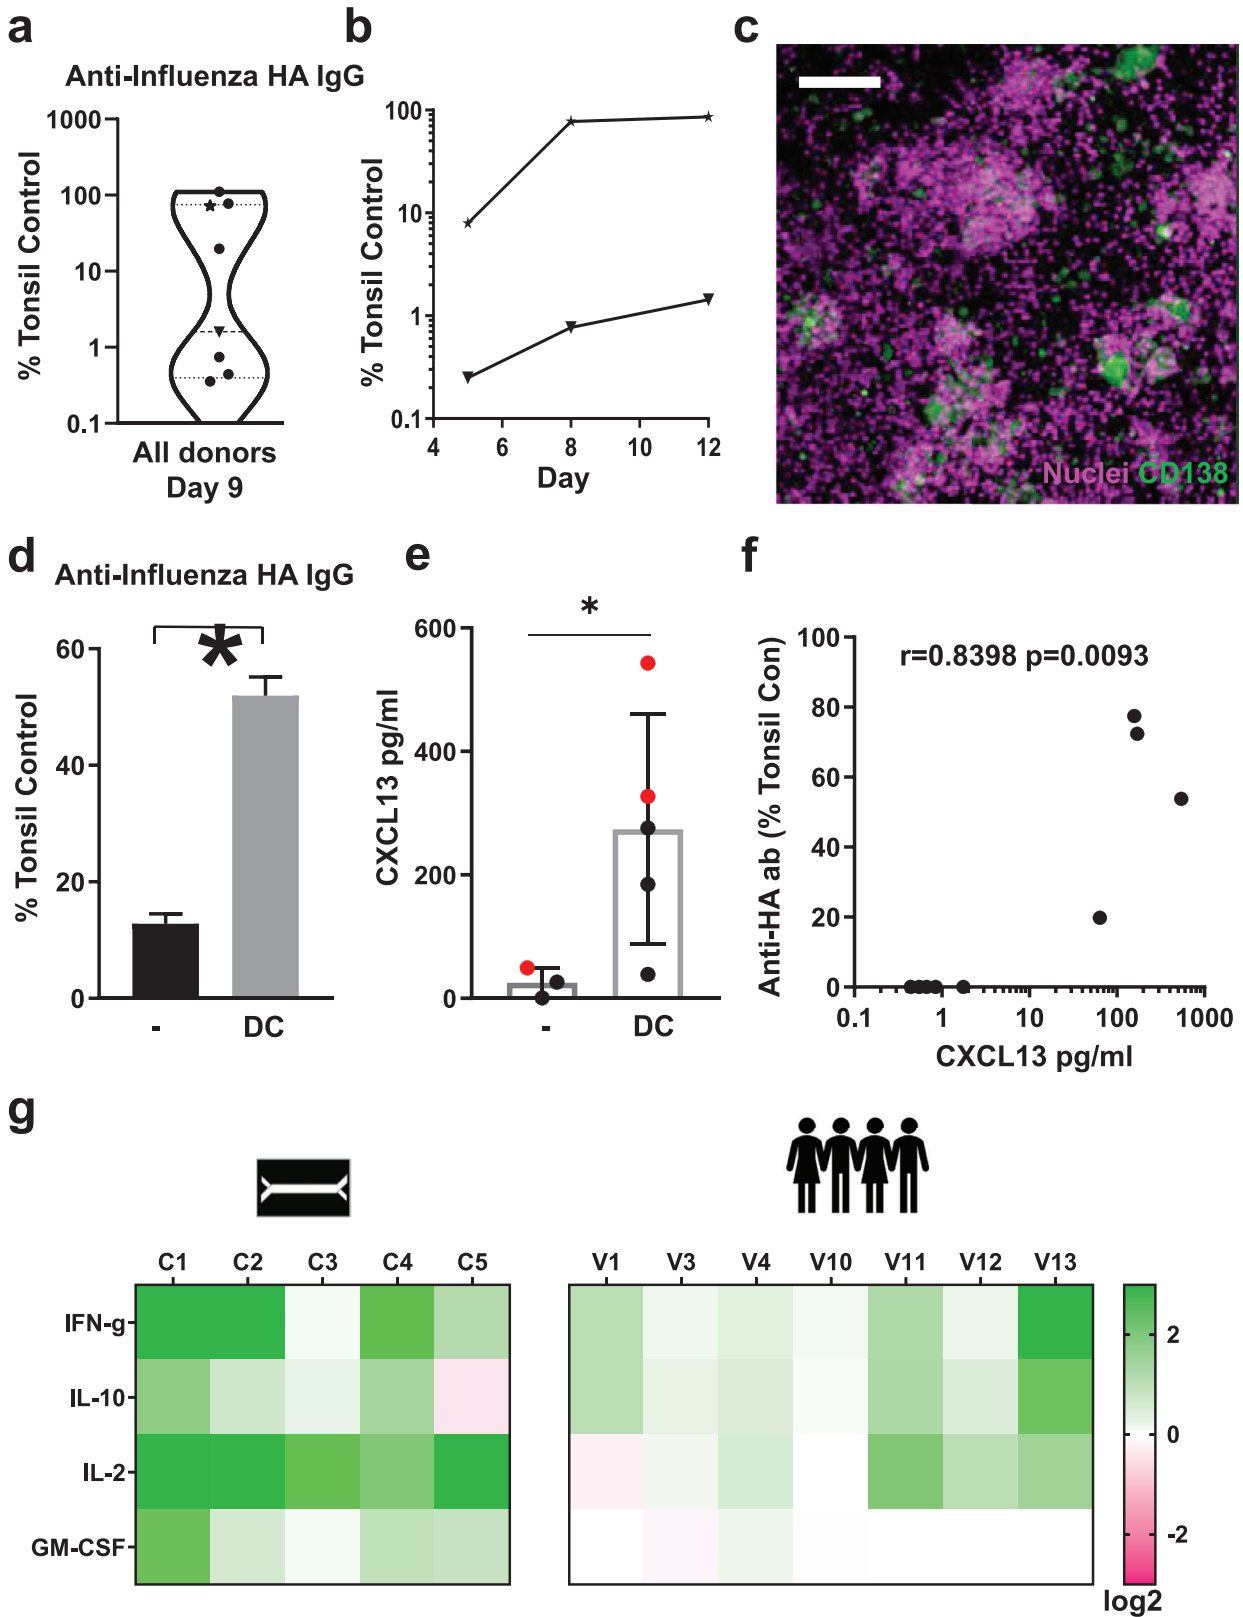 a
Anti-Influenza HA IgG
% Tonsil Control
1000
100
10
1
0.1
All donors
Day 9
b
% Tonsil Control
100
10
1
0.1
4 6 8 10 12
Day
c
Nuclei CD138
d
Anti-Influenza HA IgG
% Tonsil Control
60
40
20
0
- DC
*
e
CXCL13 pg/ml
600
400
200
0
- DC
*
f
Anti-HA ab (% Tonsil Con)
100
80
60
40
20
0
r=0.8398 p=0.0093
0.1 1 10 100 1000
CXCL13 pg/ml
g
C1 C2 C3 C4 C5
V1 V3 V4 V10 V11 V12 V13
IFN-g
IL-10
IL-2
GM-CSF
2
0
-2
log2